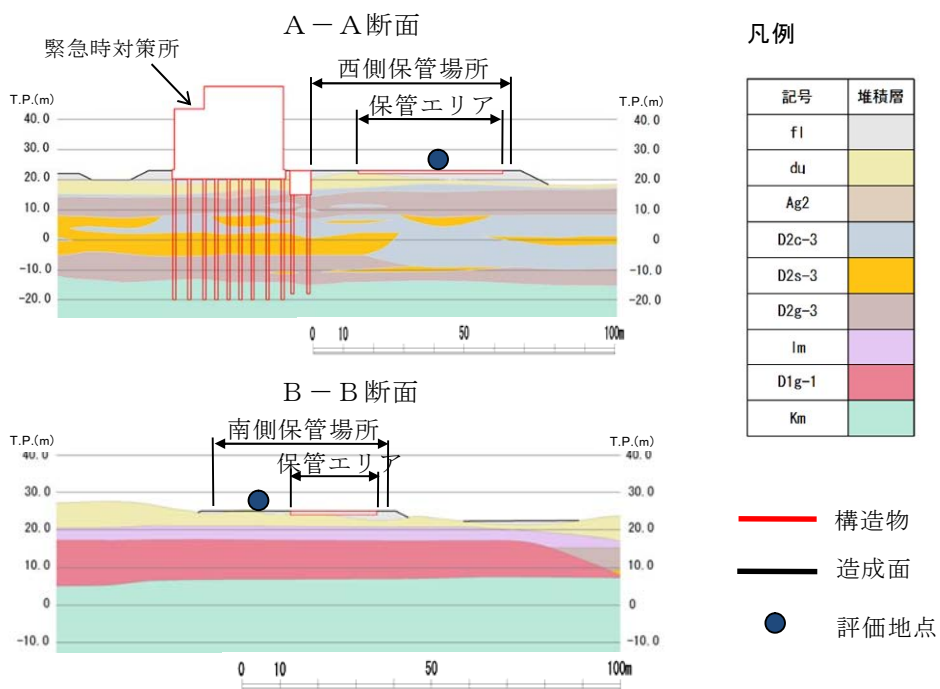 A－A断面
緊急時対策所
西側保管場所
保管エリア
T.P.(m)
T.P.(m)
40.0
40.0
30.0
30.0
20.0
20.0
10.0
10.0
0
0
-10.0
-10.0
-20.0
-20.0
0 10 50 100m
B－B断面
南側保管場所
保管エリア
T.P.(m)
T.P.(m)
40.0
40.0
30.0
30.0
20.0
20.0
10.0
10.0
0
0
-10.0
-10.0
0 10 50 100m
凡例
記号 堆積層
fl
du
Ag2
D2c-3
D2s-3
D2g-3
lm
D1g-1
Km
構造物
造成面
評価地点